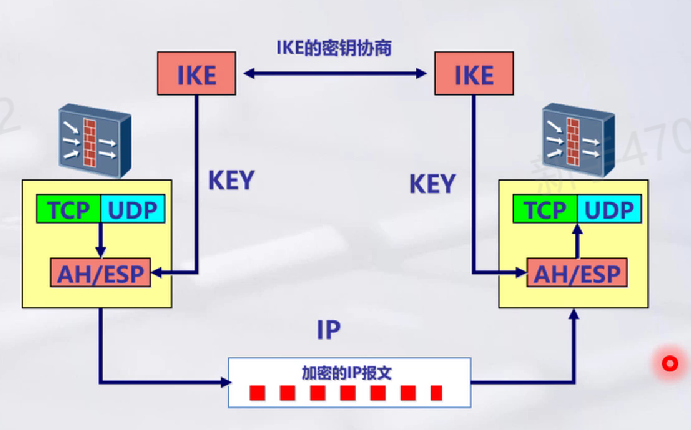 IKE的密钥协商
IKE
IKE
KEY
KEY
TCP
UDP
TCP
UDP
AH/ESP
AH/ESP
IP
加密的IP报文